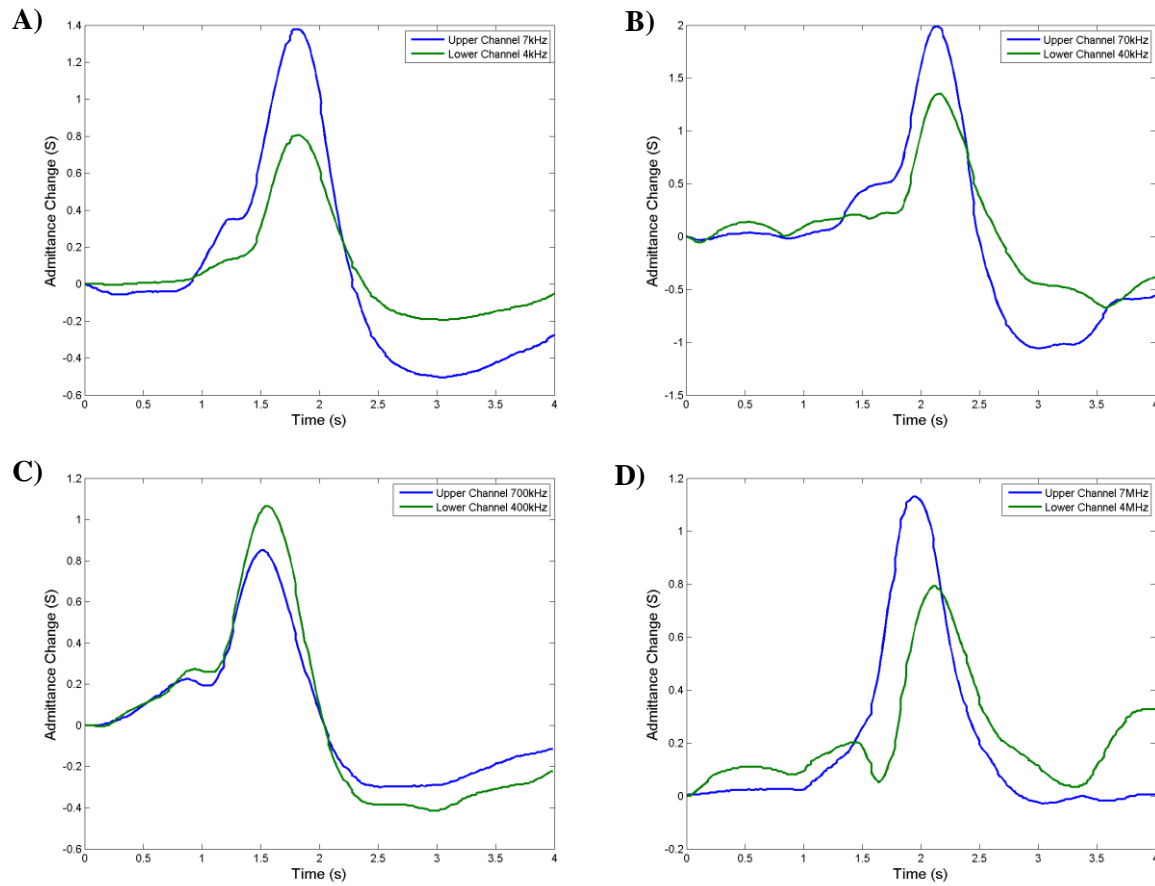 A)
Upper Channel 7kHz
Lower Channel 4kHz
Admittance Change (S)
1.4
1.2
1
0.8
0.6
0.4
0.2
0
-0.2
-0.4
-0.6
0 0.5 1 1.5 2 2.5 3 3.5 4
Time (s)
B)
Upper Channel 70kHz
Lower Channel 40kHz
Admittance Change (S)
2
1.5
1
0.5
0
-0.5
-1
-1.5
0 0.5 1 1.5 2 2.5 3 3.5 4
Time (s)
C)
Upper Channel 700kHz
Lower Channel 400kHz
Admittance Change (S)
1.2
1
0.8
0.6
0.4
0.2
0
-0.2
-0.4
-0.6
0 0.5 1 1.5 2 2.5 3 3.5 4
Time (s)
D)
Upper Channel 7MHz
Lower Channel 4MHz
Admittance Change (S)
1.2
1
0.8
0.6
0.4
0.2
0
-0.2
0 0.5 1 1.5 2 2.5 3 3.5 4
Time (s)